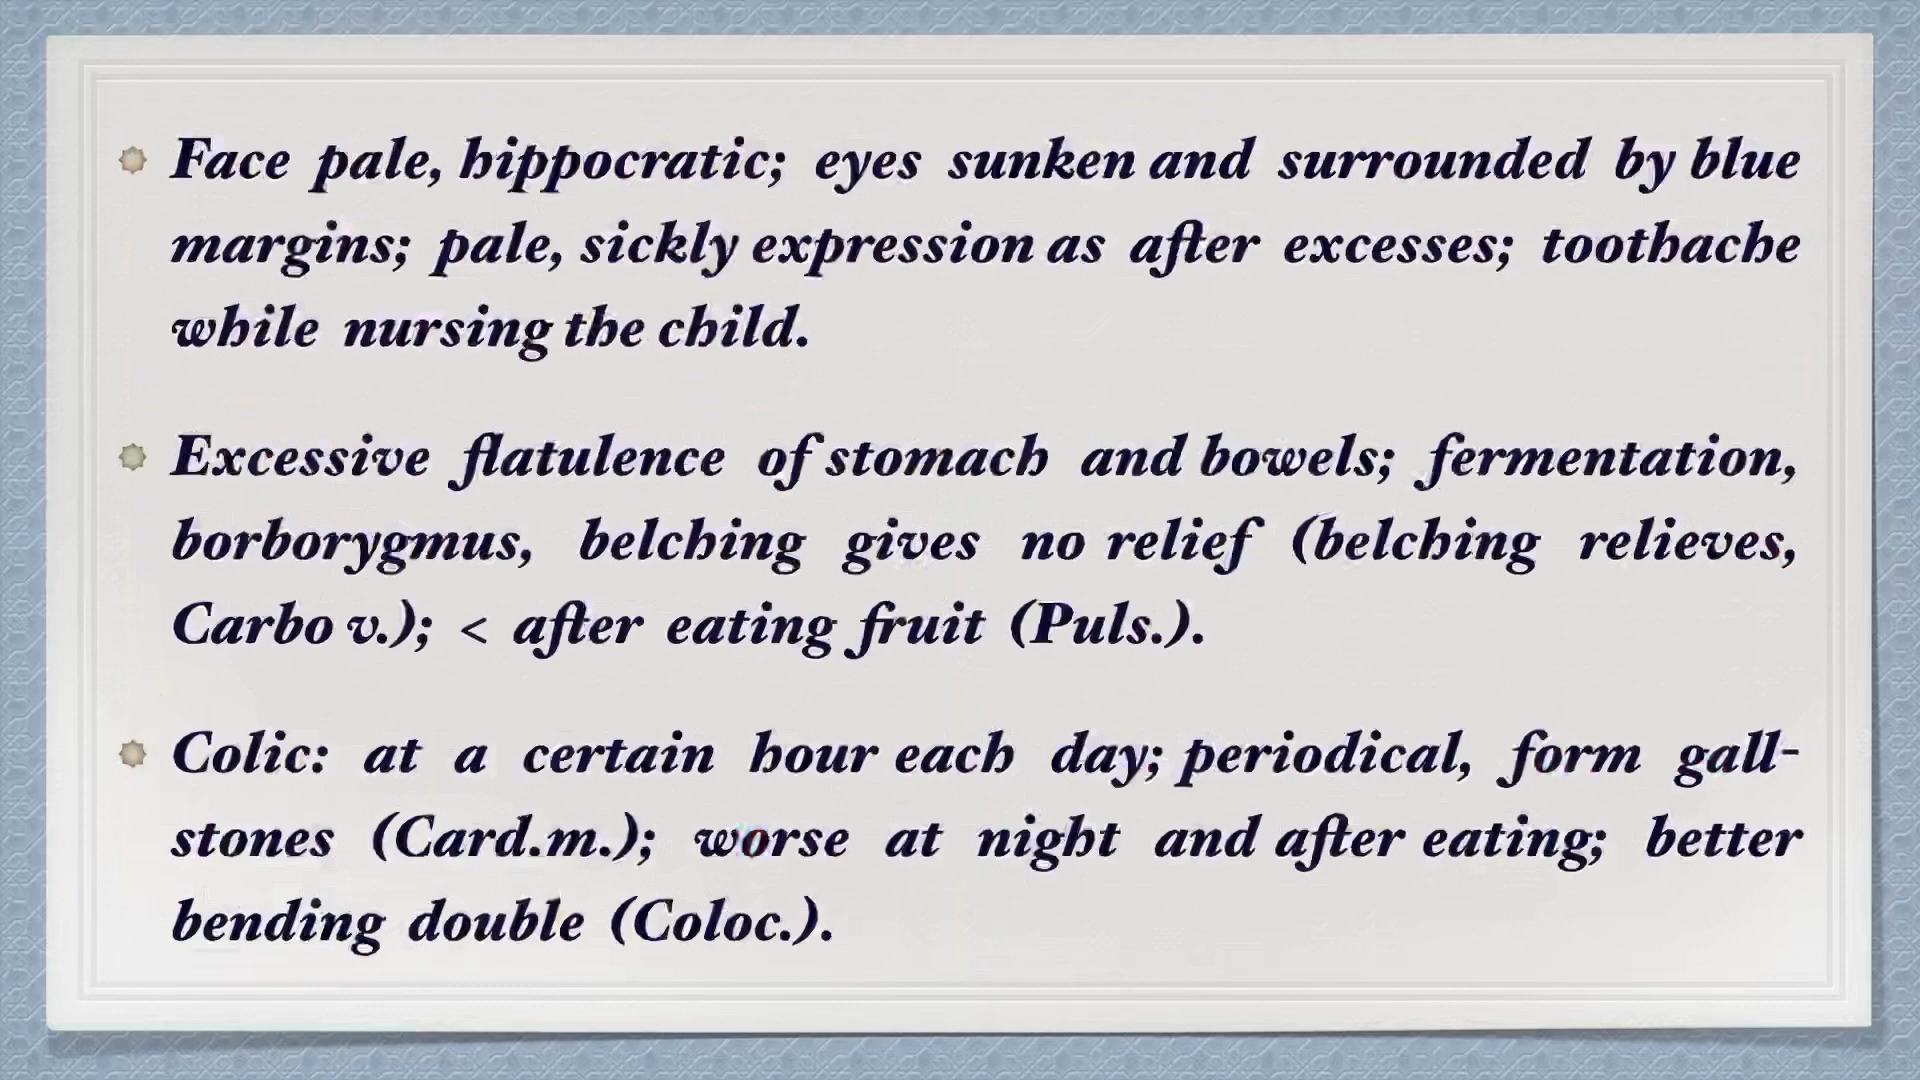 Face pale, hippocratic; eyes sunken and surrounded by blue
margins; pale, sickly expression as after excesses; toothache
while nursing the child.
Excessive flatulence of stomach and bowels; fermentation,
borborygmus, belching gives no relief (belching relieves,
Carbo v.); < after eating fruit (Puls.).
Colic: at a certain hour each day; periodical, form gall-
stones (Card.m.); worse at night and after eating; better
bending double (Coloc.).